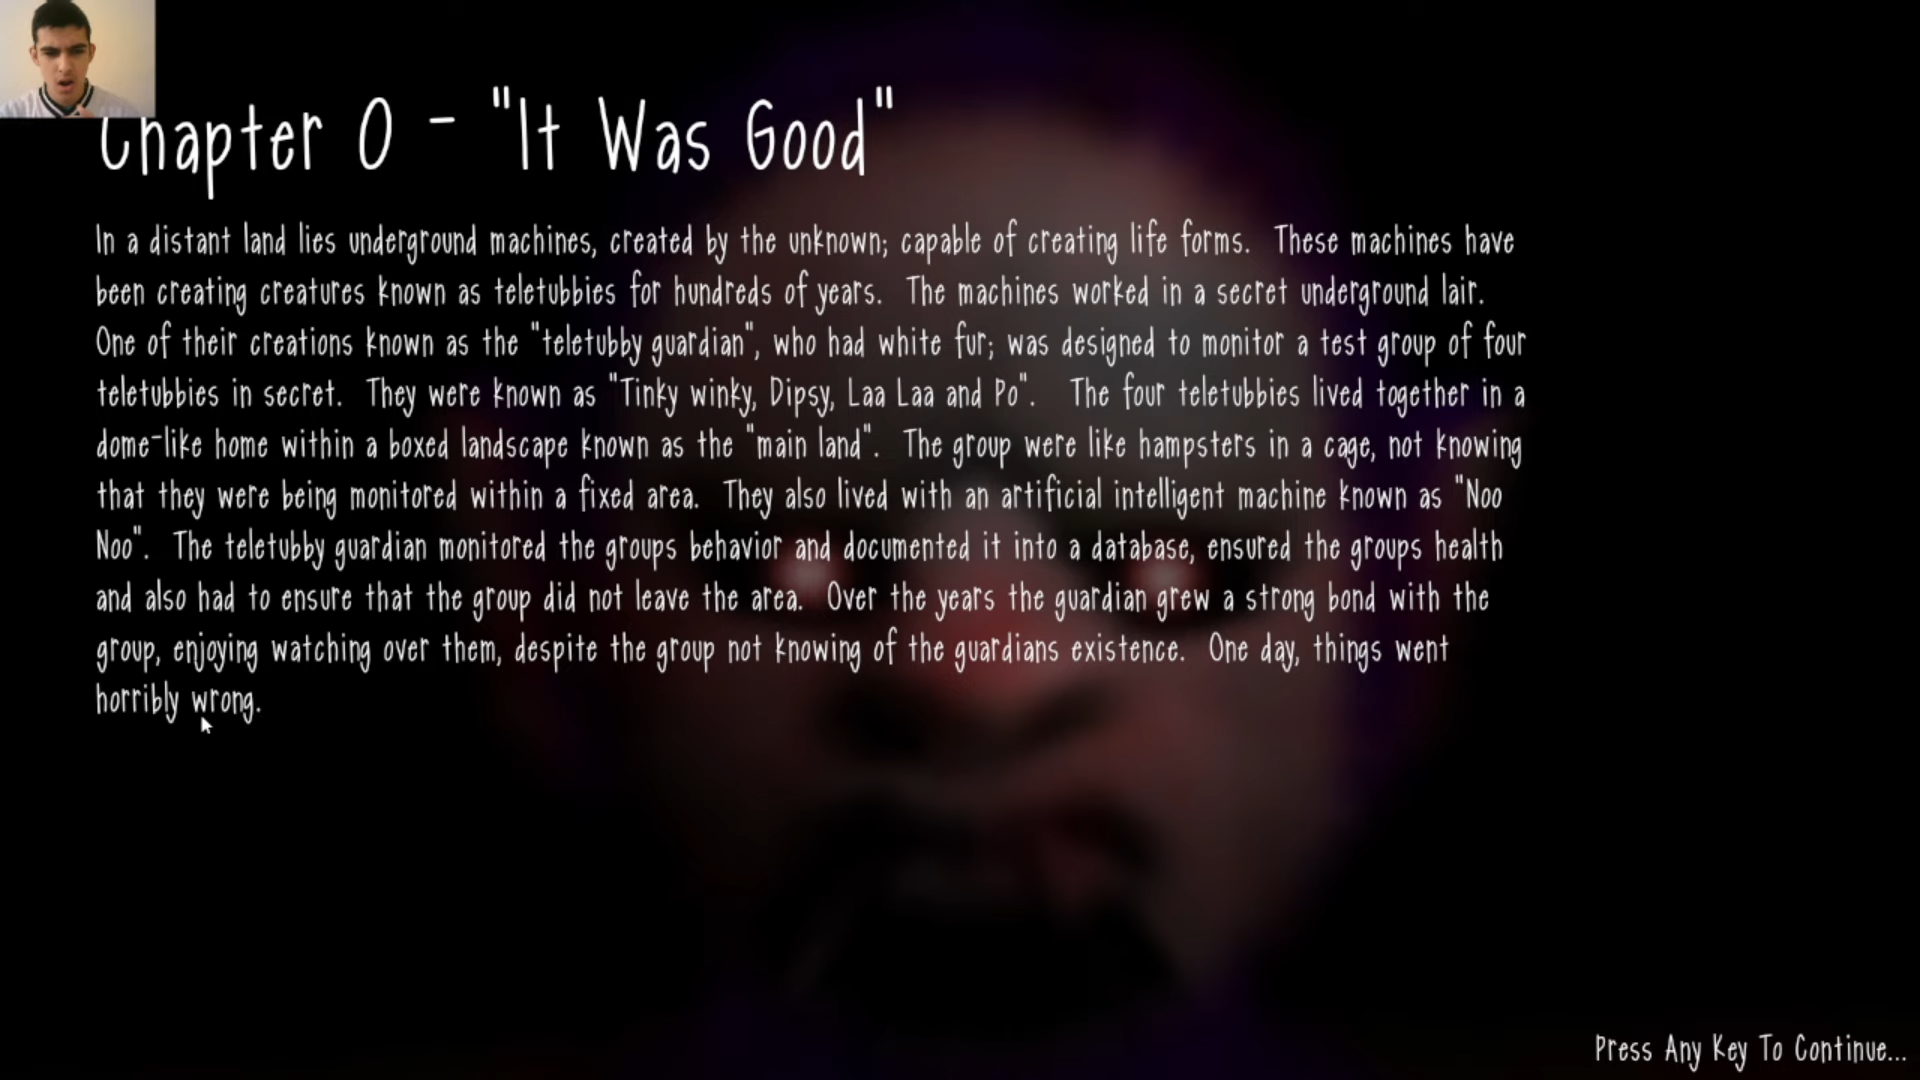 Chapter 0 - "It Was Good"
In a distant land lies underground machines, created by the unknown; capable of creating life forms. These machines have
been creating creatures known as teletubbies for hundreds of years. The machines worked in a secret underground lair.
One of their creations known as the "teletubby guardian", who had white fur; was designed to monitor a test group of four
teletubbies in secret. They were known as "Tinky winky, Dipsy, Laa Laa and Po". The four teletubbies lived together in a
dome-like home within a boxed landscape known as the "main land". The group were like hampsters in a cage, not knowing
that they were being monitored within a fixed area. They also lived with an artificial intelligent machine known as "Noo
Noo". The teletubby guardian monitored the groups behavior and documented it into a database, ensured the groups health
and also had to ensure that the group did not leave the area. Over the years the guardian grew a strong bond with the
group, enjoying watching over them, despite the group not knowing of the guardians existence. One day, things went
horribly wrong.
Press Any Key To Continue...